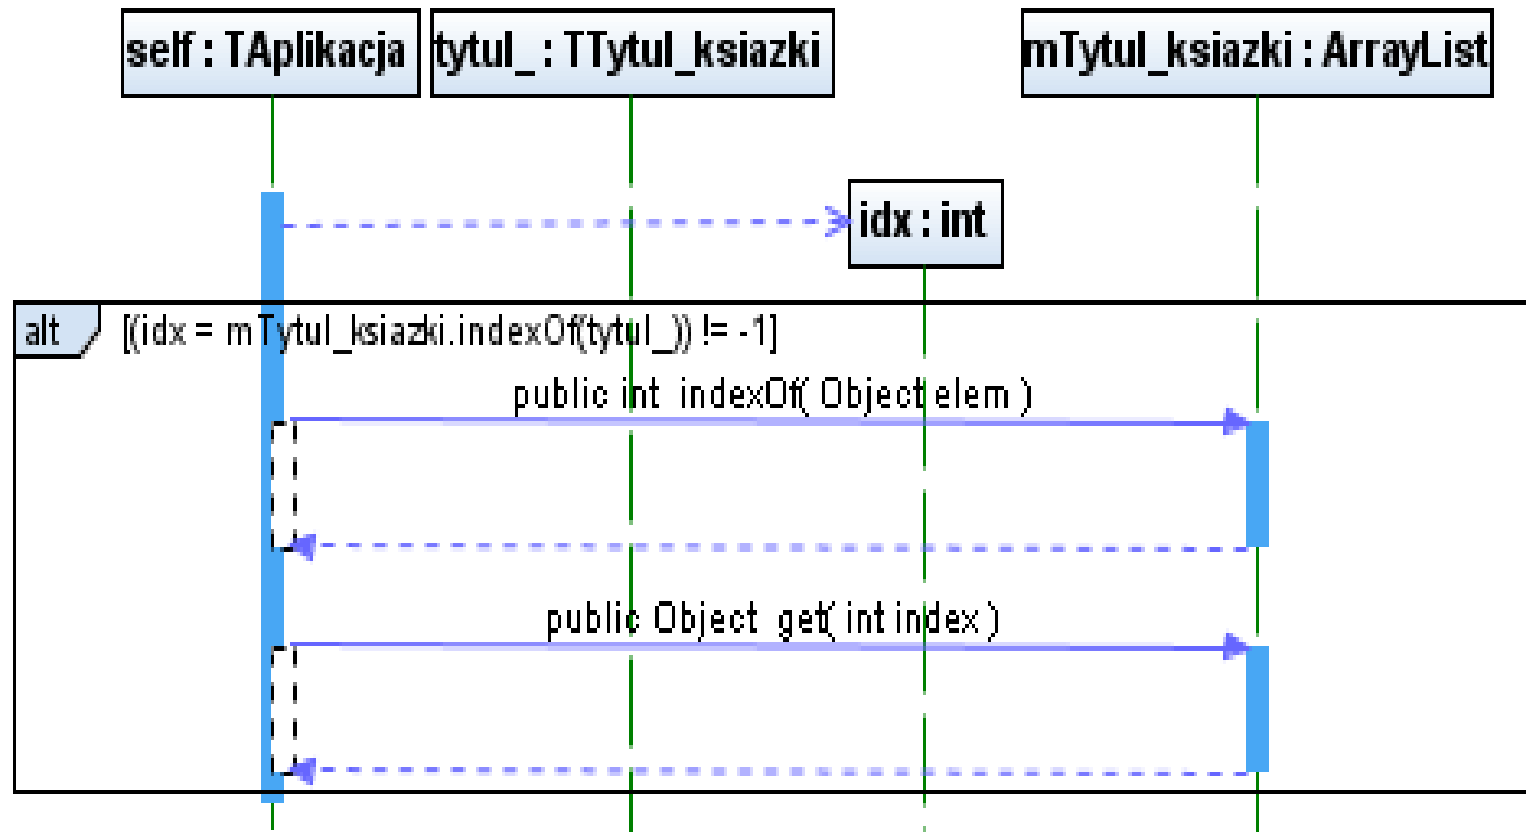 self : TAplikacja
tytul_ : TTytul_ksiazki
mTytul_ksiazki : ArrayList
idx : int
alt [(idx = mTytul_ksiazki.indexOf(tytul_)) != -1]
public int indexOf( Object elem )
public Object get( int index )